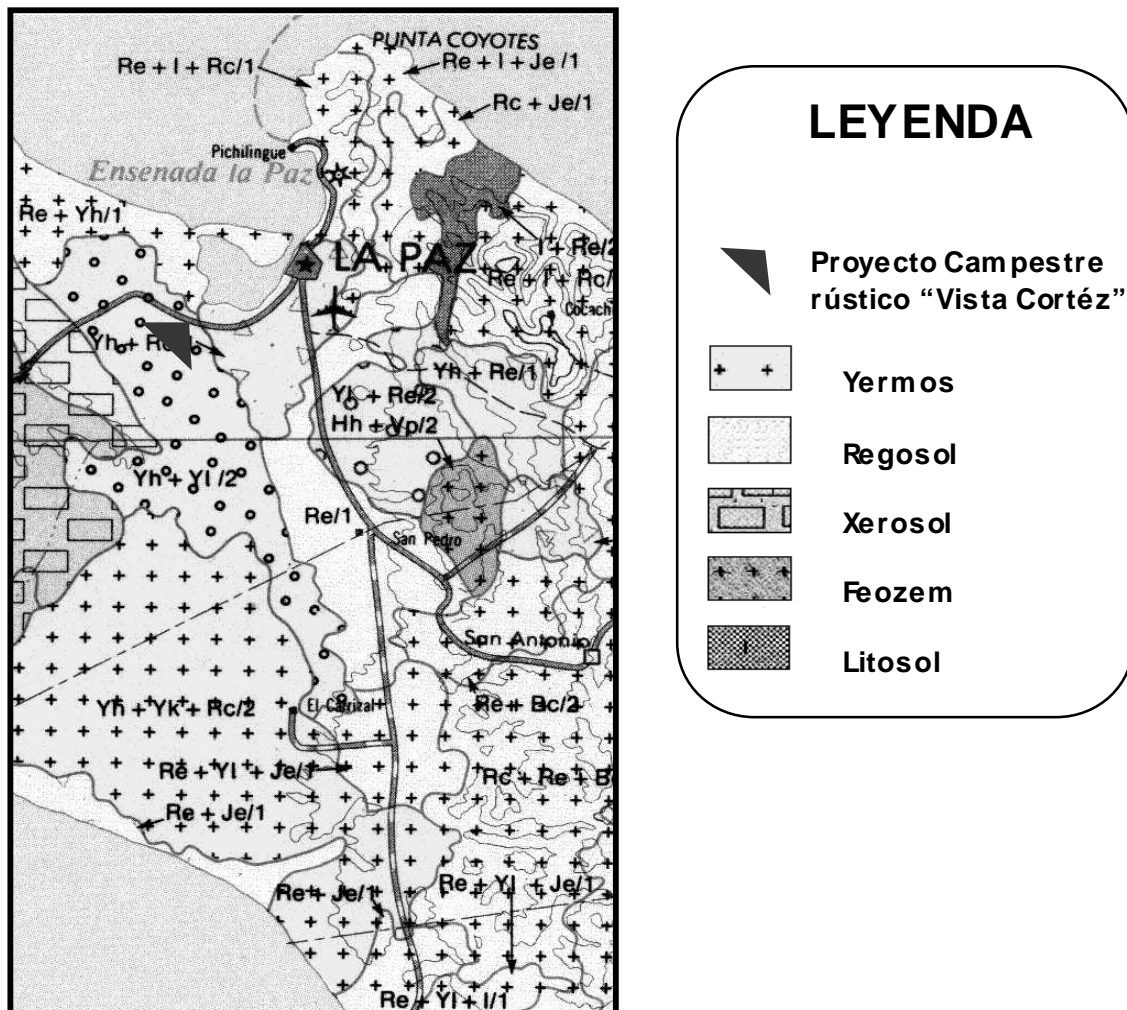 PUNTA COYOTES
Re + I + Rc/1
Re + I + Je/1
Rc + Je/1
Pichilingue
Ensenada la Paz
Re + Yh/1
I + Re/2
LA PAZ
Re + I + Rc/
Cocach
Yh + Re/1
Yl + Re/2
Hh + Vp/2
Yh + Yl/2
Re/1
San Pedro
San Antonio
Yh + Yk + Rc/2
El Carrizal
Re + Bc/2
Re + Yl + Je/1
Rc + Re + B
Re + Je/1
Re + Je/1
Re + Yl + Je/1
Re + Yl + I/1
LEYENDA
Proyecto Campestre
rústico “Vista Cortéz”
Yermos
Regosol
Xerosol
Feozem
Litosol